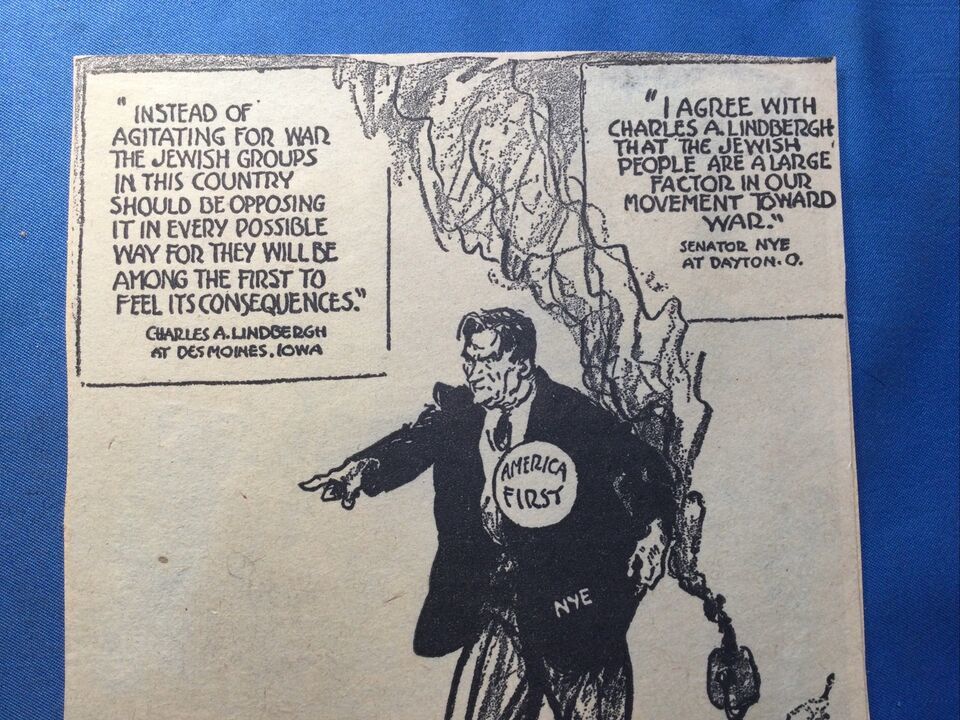 "INSTEAD OF
AGITATING FOR WAR
THE JEWISH GROUPS
IN THIS COUNTRY
SHOULD BE OPPOSING
IT IN EVERY POSSIBLE
WAY FOR THEY WILL BE
AMONG THE FIRST TO
FEEL ITS CONSEQUENCES."
CHARLES A. LINDBERGH
AT DES MOINES, IOWA
"I AGREE WITH
CHARLES A. LINDBERGH
THAT THE JEWISH
PEOPLE ARE A LARGE
FACTOR IN OUR
MOVEMENT TOWARD
WAR."
SENATOR NYE
AT DAYTON. O.
AMERICA
FIRST
NYE